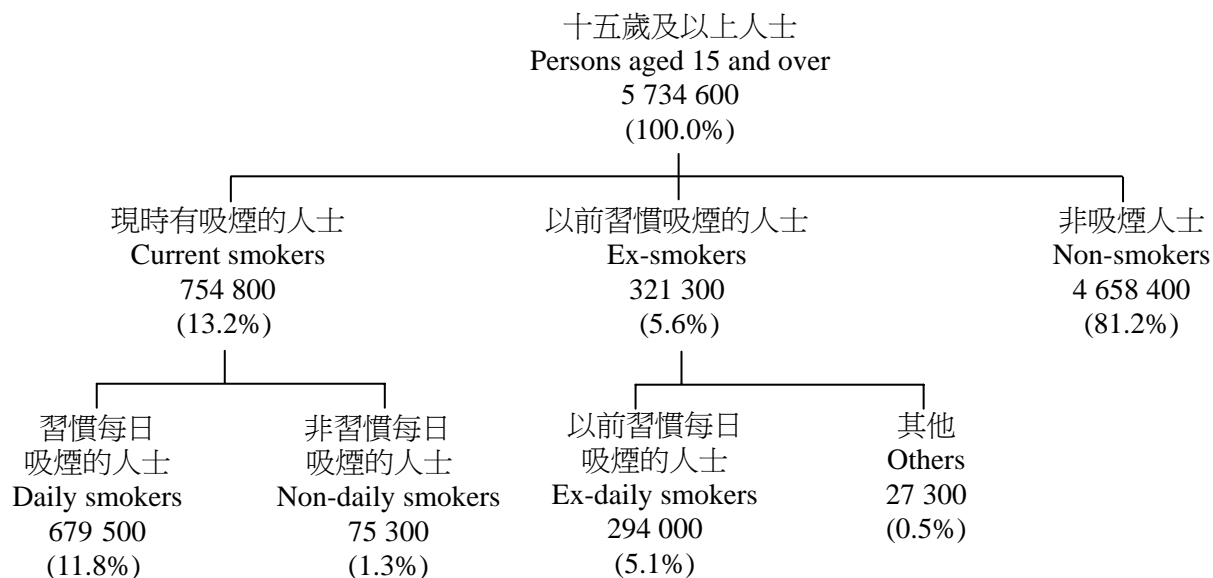 十五歲及以上人士
Persons aged 15 and over
5 734 600
(100.0%)
現時有吸煙的人士
Current smokers
754 800
(13.2%)
以前習慣吸煙的人士
Ex-smokers
321 300
(5.6%)
非吸煙人士
Non-smokers
4 658 400
(81.2%)
習慣每日
吸煙的人士
Daily smokers
679 500
(11.8%)
非習慣每日
吸煙的人士
Non-daily smokers
75 300
(1.3%)
以前習慣每日
吸煙的人士
Ex-daily smokers
294 000
(5.1%)
其他
Others
27 300
(0.5%)